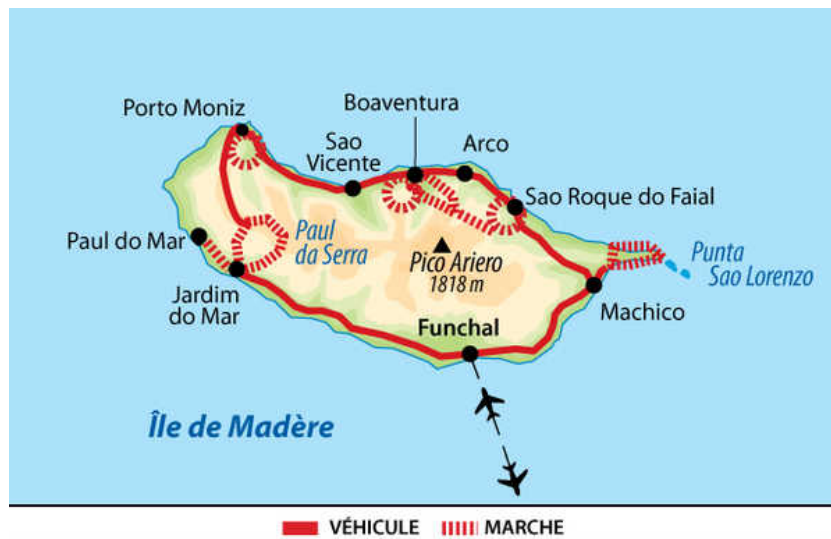 Boaventura
Porto Moniz
Sao
Vicente
Arco
Sao Roque do Faial
Paul do Mar
Paul
da Serra
Pico Ariero
1818 m
Punta
Sao Lorenzo
Jardim
do Mar
Machico
Funchal
Île de Madère
VÉHICULE MARCHE